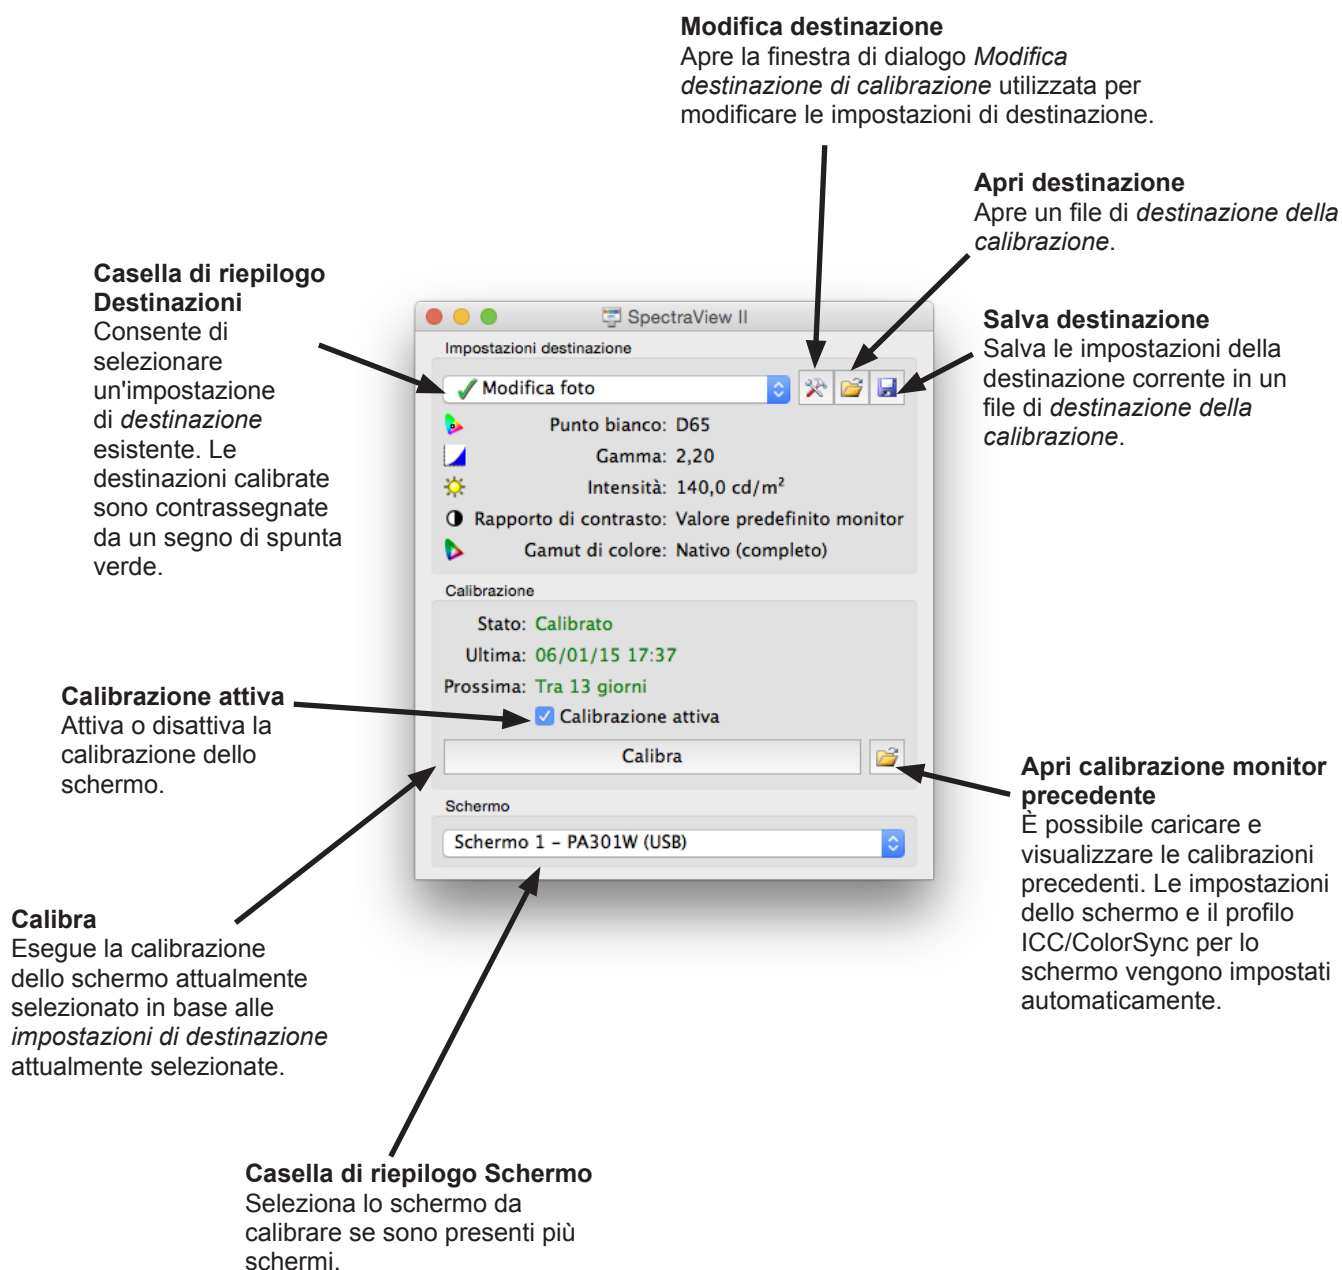 Modifica destinazione
Apre la finestra di dialogo Modifica
destinazione di calibrazione utilizzata per
modificare le impostazioni di destinazione.
Apri destinazione
Apre un file di destinazione della
calibrazione.
Casella di riepilogo
Destinazioni
Consente di
selezionare
un'impostazione
di destinazione
esistente. Le
destinazioni calibrate
sono contrassegnate
da un segno di spunta
verde.
Salva destinazione
Salva le impostazioni della
destinazione corrente in un
file di destinazione della
calibrazione.
SpectraView II
Impostazioni destinazione
Modifica foto
Punto bianco: D65
Gamma: 2,20
Intensità: 140,0 cd/m²
Rapporto di contrasto: Valore predefinito monitor
Gamut di colore: Nativo (completo)
Calibrazione
Stato: Calibrato
Ultima: 06/01/15 17:37
Prossima: Tra 13 giorni
Calibrazione attiva
Calibra
Schermo
Schermo 1 – PA301W (USB)
Calibrazione attiva
Attiva o disattiva la
calibrazione dello
schermo.
Apri calibrazione monitor
precedente
È possibile caricare e
visualizzare le calibrazioni
precedenti. Le impostazioni
dello schermo e il profilo
ICC/ColorSync per lo
schermo vengono impostati
automaticamente.
Calibra
Esegue la calibrazione
dello schermo attualmente
selezionato in base alle
impostazioni di destinazione
attualmente selezionate.
Casella di riepilogo Schermo
Seleziona lo schermo da
calibrare se sono presenti più
schermi.